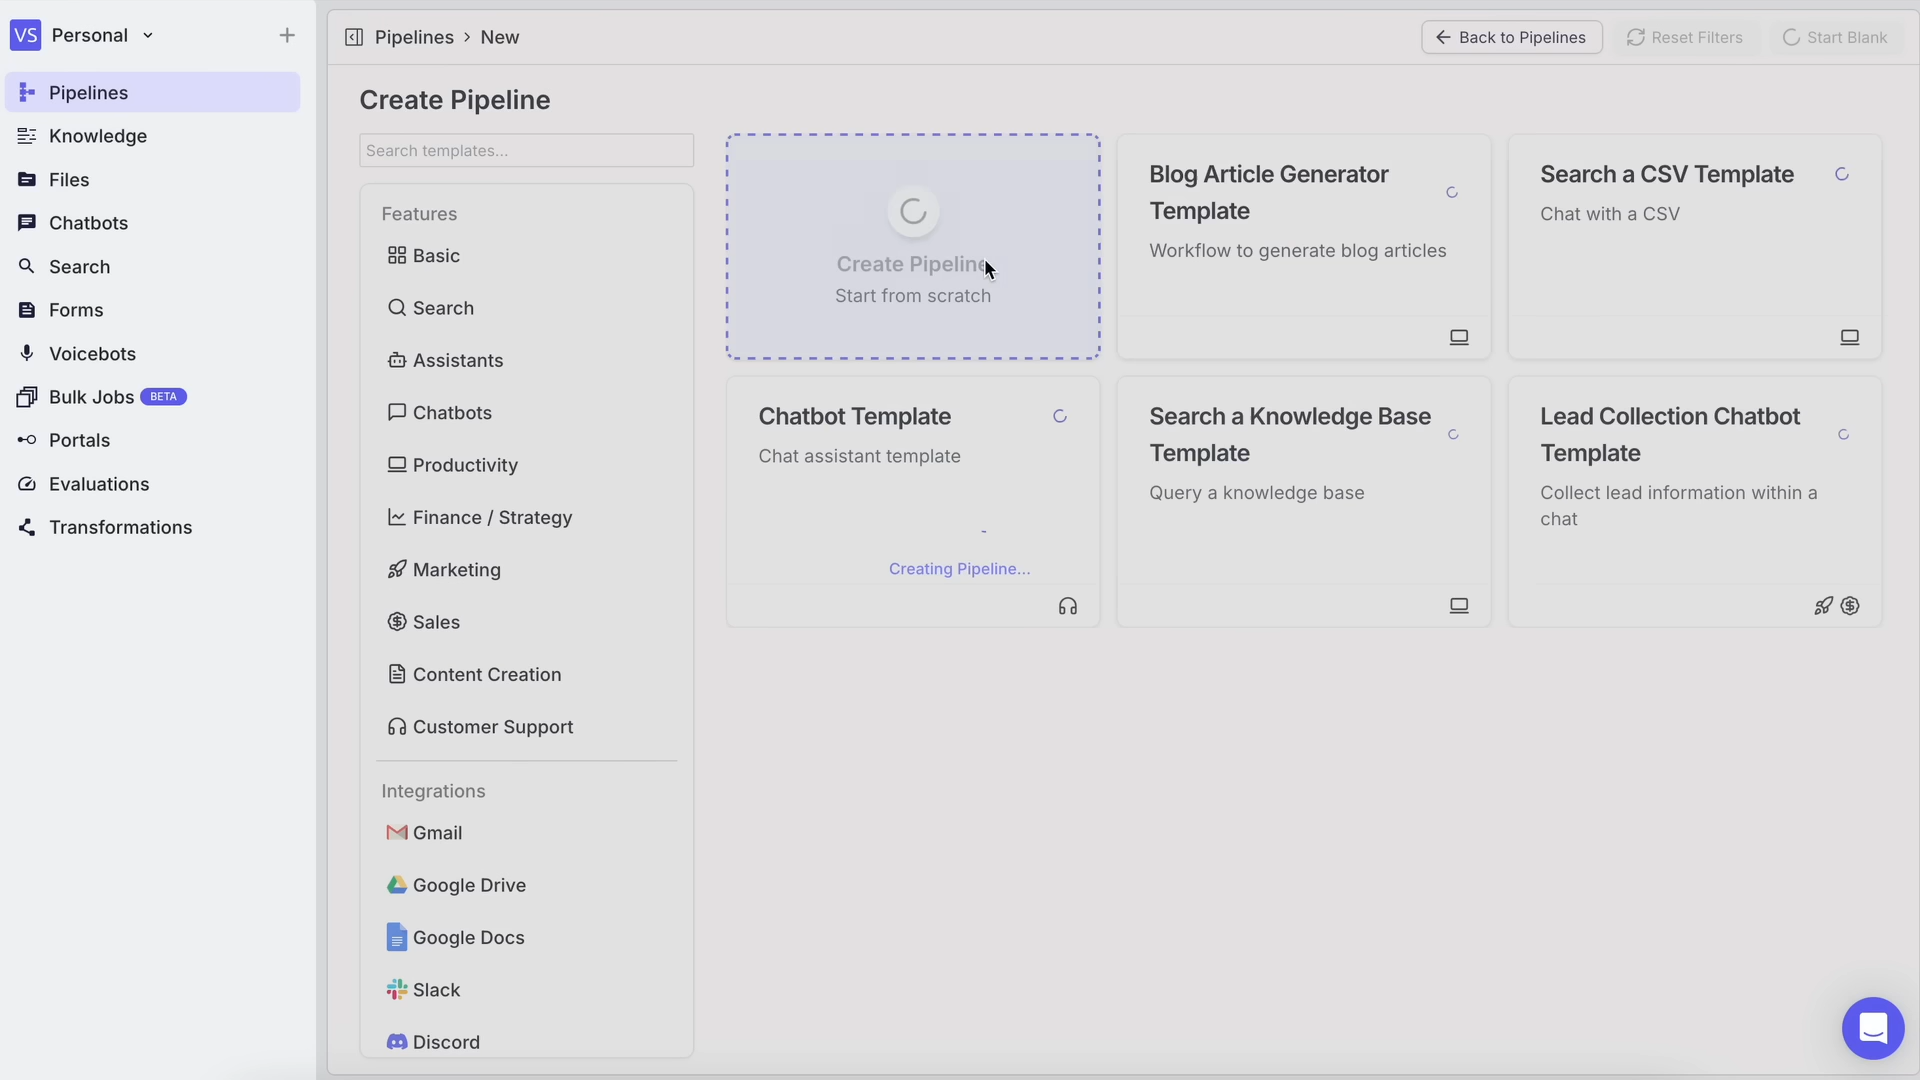 VS Personal
Pipelines
Knowledge
Files
Chatbots
Search
Forms
Voicebots
Bulk Jobs BETA
Portals
Evaluations
Transformations
Pipelines > New
Back to Pipelines
Reset Filters
Start Blank
Create Pipeline
Search templates...
Features
Basic
Search
Assistants
Chatbots
Productivity
Finance / Strategy
Marketing
Sales
Content Creation
Customer Support
Integrations
Gmail
Google Drive
Google Docs
Slack
Discord
Create Pipeline
Start from scratch
Blog Article Generator
Template
Workflow to generate blog articles
Search a CSV Template
Chat with a CSV
Chatbot Template
Chat assistant template
Creating Pipeline...
Search a Knowledge Base
Template
Query a knowledge base
Lead Collection Chatbot
Template
Collect lead information within a
chat